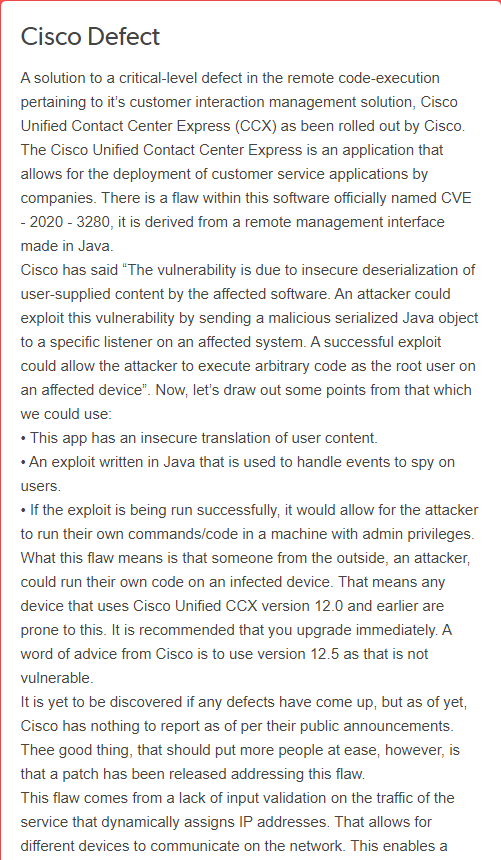 Cisco Defect
A solution to a critical-level defect in the remote code-execution
pertaining to it's customer interaction management solution, Cisco
Unified Contact Center Express (CCX) as been rolled out by Cisco.
The Cisco Unified Contact Center Express is an application that
allows for the deployment of customer service applications by
companies. There is a flaw within this software officially named CVE
- 2020 - 3280, it is derived from a remote management interface
made in Java.
Cisco has said “The vulnerability is due to insecure deserialization of
user-supplied content by the affected software. An attacker could
exploit this vulnerability by sending a malicious serialized Java object
to a specific listener on an affected system. A successful exploit
could allow the attacker to execute arbitrary code as the root user on
an affected device”. Now, let’s draw out some points from that which
we could use:
• This app has an insecure translation of user content.
• An exploit written in Java that is used to handle events to spy on
users.
• If the exploit is being run successfully, it would allow for the attacker
to run their own commands/code in a machine with admin privileges.
What this flaw means is that someone from the outside, an attacker,
could run their own code on an infected device. That means any
device that uses Cisco Unified CCX version 12.0 and earlier are
prone to this. It is recommended that you upgrade immediately. A
word of advice from Cisco is to use version 12.5 as that is not
vulnerable.
It is yet to be discovered if any defects have come up, but as of yet,
Cisco has nothing to report as of per their public announcements.
Thee good thing, that should put more people at ease, however, is
that a patch has been released addressing this flaw.
This flaw comes from a lack of input validation on the traffic of the
service that dynamically assigns IP addresses. That allows for
different devices to communicate on the network. This enables a